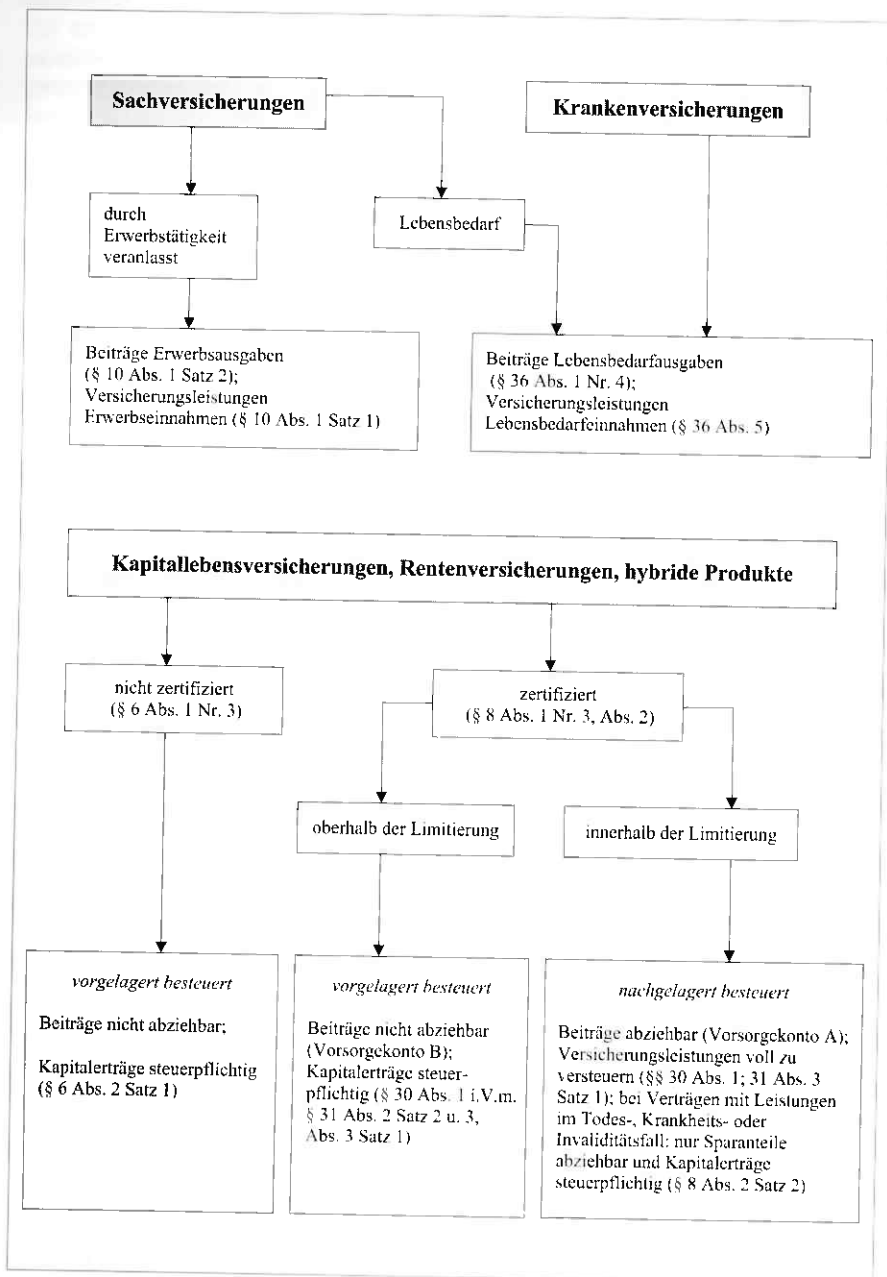 Sachversicherungen
Krankenversicherungen
durch
Erwerbstätigkeit
veranlasst
Lebensbedarf
Beiträge Erwerbsausgaben
(§ 10 Abs. 1 Satz 2);
Versicherungsleistungen
Erwerbseinnahmen (§ 10 Abs. 1 Satz 1)
Beiträge Lebensbedarfausgaben
(§ 36 Abs. 1 Nr. 4);
Versicherungsleistungen
Lebensbedarfeinnahmen (§ 36 Abs. 5)
Kapitallebensversicherungen, Rentenversicherungen, hybride Produkte
nicht zertifiziert
(§ 6 Abs. 1 Nr. 3)
zertifiziert
(§ 8 Abs. 1 Nr. 3, Abs. 2)
oberhalb der Limitierung
innerhalb der Limitierung
vorgelagert besteuert
Beiträge nicht abziehbar;
Kapitalerträge steuerpflichtig
(§ 6 Abs. 2 Satz 1)
vorgelagert besteuert
Beiträge nicht abziehbar
(Vorsorgekonto B);
Kapitalerträge steuer-
pflichtig (§ 30 Abs. 1 i.V.m.
§ 31 Abs. 2 Satz 2 u. 3,
Abs. 3 Satz 1)
nachgelagert besteuert
Beiträge abziehbar (Vorsorgekonto A);
Versicherungsleistungen voll zu
versteuern (§§ 30 Abs. 1; 31 Abs. 3
Satz 1); bei Verträgen mit Leistungen
im Todes-, Krankheits- oder
Invaliditätsfall: nur Sparanteile
abziehbar und Kapitalerträge
steuerpflichtig (§ 8 Abs. 2 Satz 2)